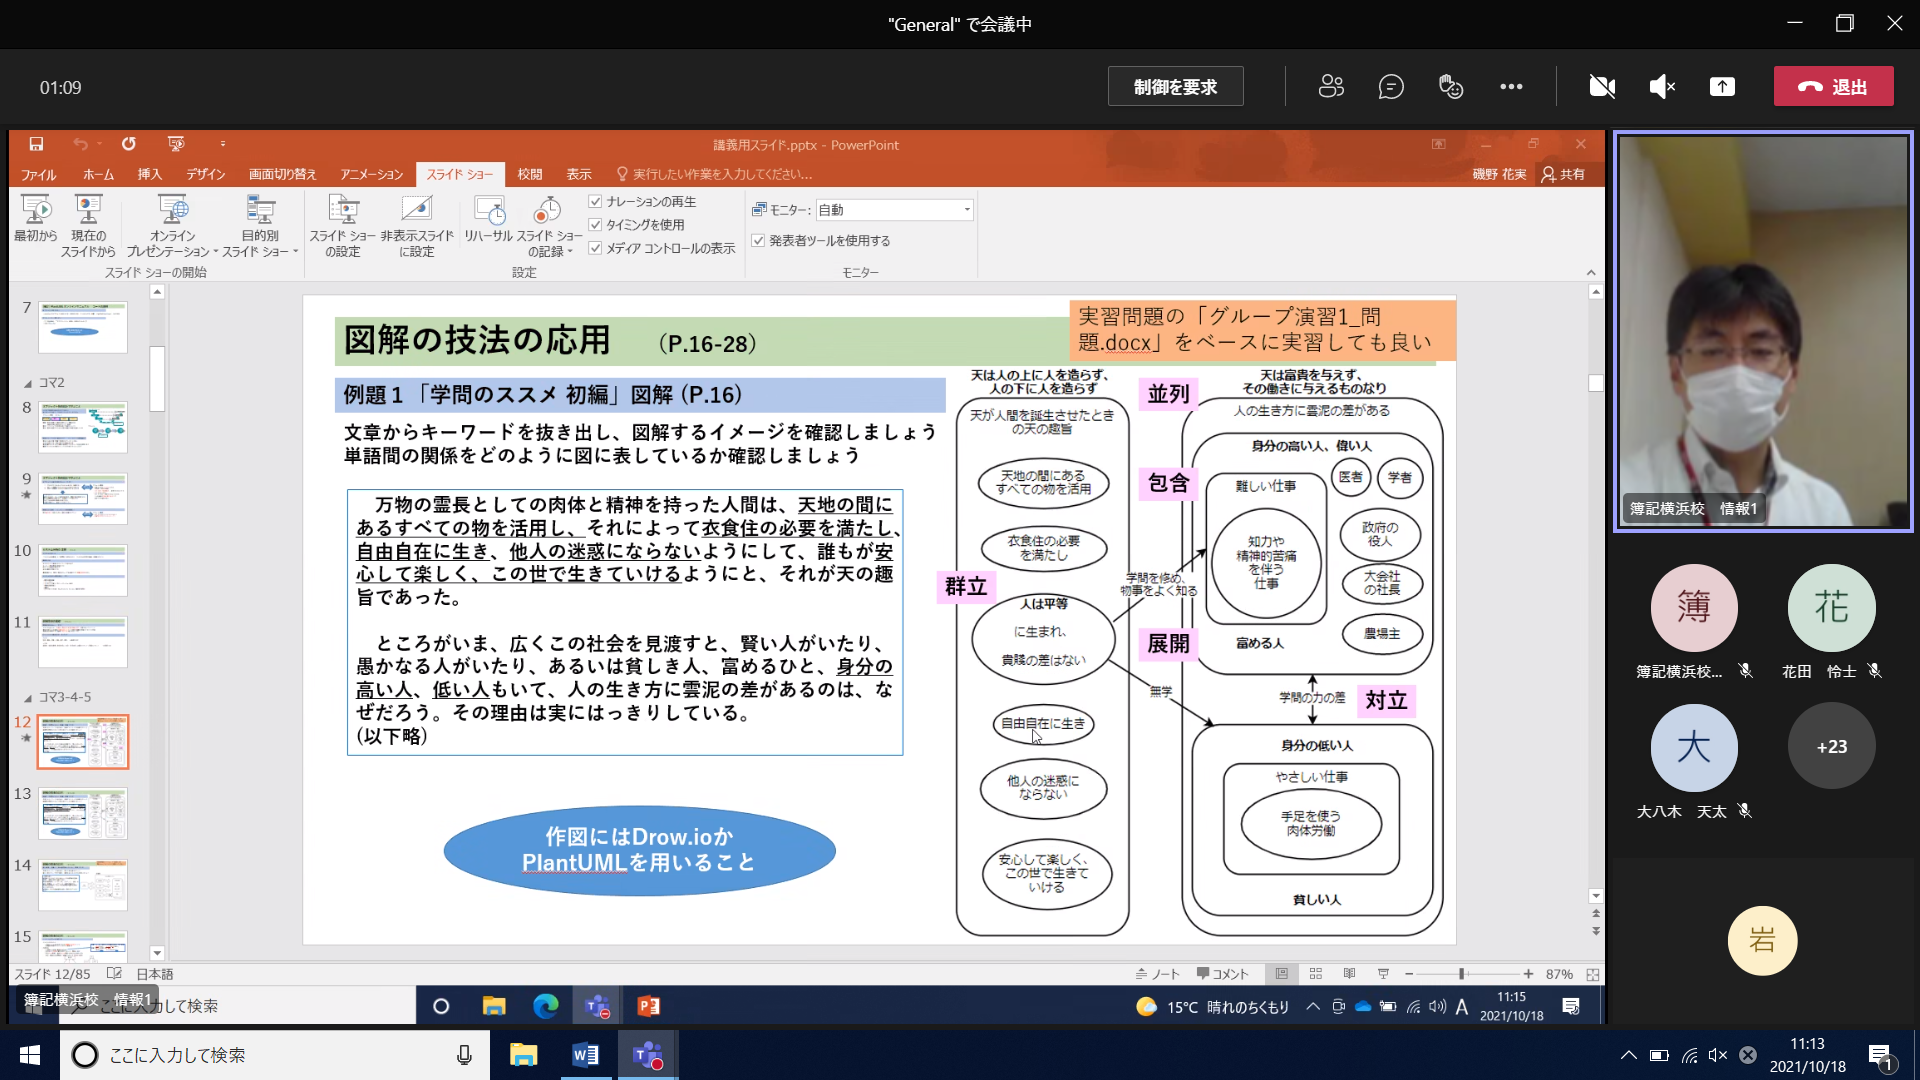 "General" で会議中
01:09
制御を要求
退出
講義用スライド.pptx - PowerPoint
ファイル ホーム 挿入 デザイン 画面切り替え アニメーション スライド ショー 校閲 表示 実行したい作業を入力してください...
磯野 花実 共有
最初から
現在の
スライドから
オンライン
プレゼンテーション
目的別
スライド ショー
スライド ショーの開始
スライド ショー
の設定
非表示スライド
に設定
リハーサル
スライド ショー
の記録
ナレーションの再生
タイミングを使用
メディア コントロールの表示
設定
モニター: 自動
発表者ツールを使用する
モニター
7
コマ2
8
9
10
11
コマ3-4-5
12
13
14
15
図解の技法の応用 （P.16-28）
実習問題の「グループ演習1_問
題.docx」をベースに実習しても良い
例題１「学問のススメ 初編」図解 (P.16)
文章からキーワードを抜き出し、図解するイメージを確認しましょう
単語間の関係をどのように図に表しているか確認しましょう
万物の霊長としての肉体と精神を持った人間は、天地の間に
あるすべての物を活用し、それによって衣食住の必要を満たし、
自由自在に生き、他人の迷惑にならないようにして、誰もが安
心して楽しく、この世で生きていけるようにと、それが天の趣
旨であった。
ところがいま、広くこの社会を見渡すと、賢い人がいたり、
愚かなる人がいたり、あるいは貧しき人、富めるひと、身分の
高い人、低い人もいて、人の生き方に雲泥の差があるのは、な
ぜだろう。その理由は実にはっきりしている。
(以下略)
作図にはDrow.ioか
PlantUMLを用いること
天は人の上に人を造らず、
人の下に人を造らず
天が人間を誕生させたとき
の天の趣旨
天地の間にある
すべての物を活用
衣食住の必要
を満たし
群立
人は平等
に生まれ、
貴賤の差はない
自由自在に生き
他人の迷惑に
ならない
安心して楽しく、
この世で生きて
いける
並列
包含
学問を修め、
物事をよく知る
展開
無学
天は富貴を与えず、
その働きに与えるものなり
人の生き方に雲泥の差がある
身分の高い人、偉い人
難しい仕事
知力や
精神的苦痛
を伴う
仕事
医者
学者
政府の
役人
大会社
の社長
農場主
富める人
学問の力の差
対立
身分の低い人
やさしい仕事
手足を使う
肉体労働
貧しい人
スライド 12/85 日本語
ノート コメント 87%
簿記横浜校 情報1
ここに入力して検索
15°C 晴れのちくもり
A
11:15
2021/10/18
簿記横浜校 情報1
簿
簿記横浜校...
花
花田 怜士
大
大八木 天太
+23
岩
ここに入力して検索
11:13
2021/10/18
1